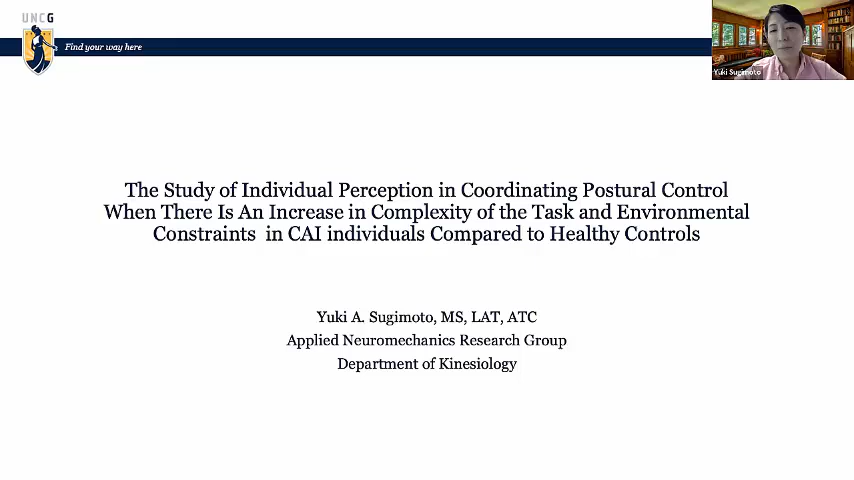 UNCG
Find your way here
Yuki Sugimoto
The Study of Individual Perception in Coordinating Postural Control
When There Is An Increase in Complexity of the Task and Environmental
Constraints  in CAI individuals Compared to Healthy Controls
Yuki A. Sugimoto, MS, LAT, ATC
Applied Neuromechanics Research Group
Department of Kinesiology